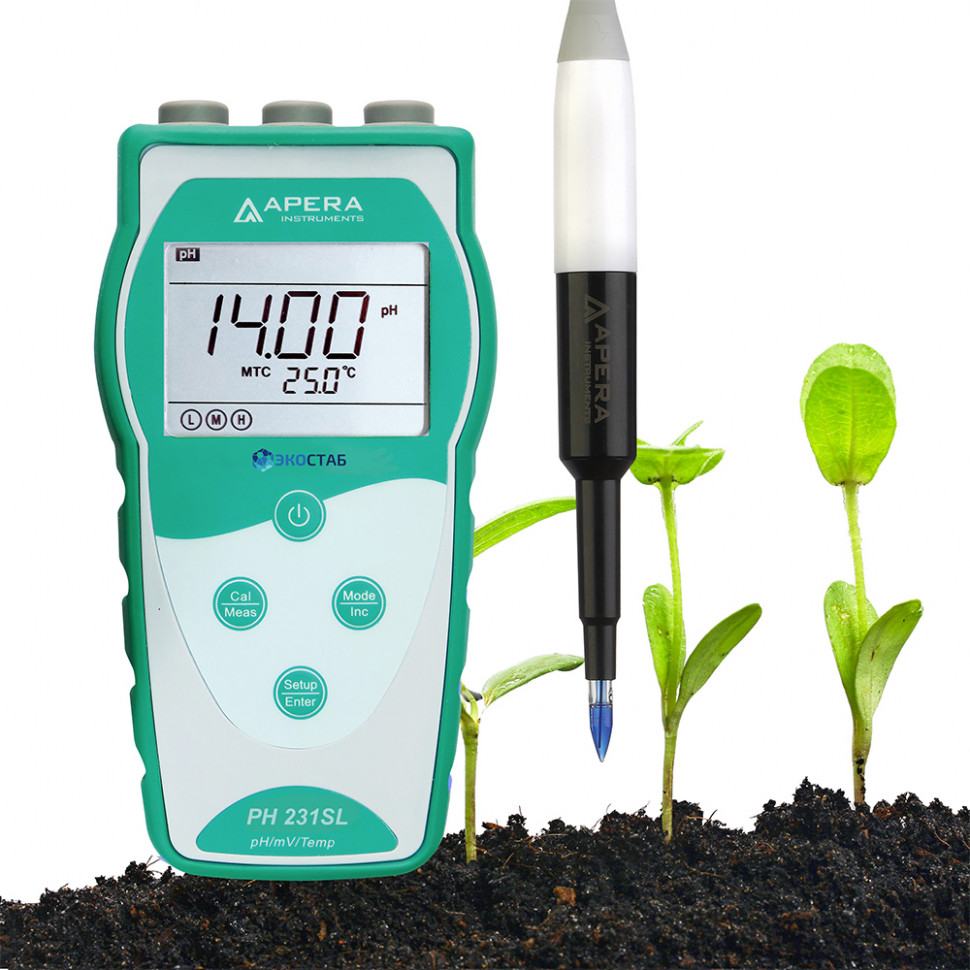 APERA
INSTRUMENTS
pH
14.00 pH
MTC 25.0 °C
L M H
ЭКОСТАБ
Cal
Meas
Mode
Inc
Setup
Enter
PH 231SL
pH/mV/Temp
APERA
INSTRUMENTS